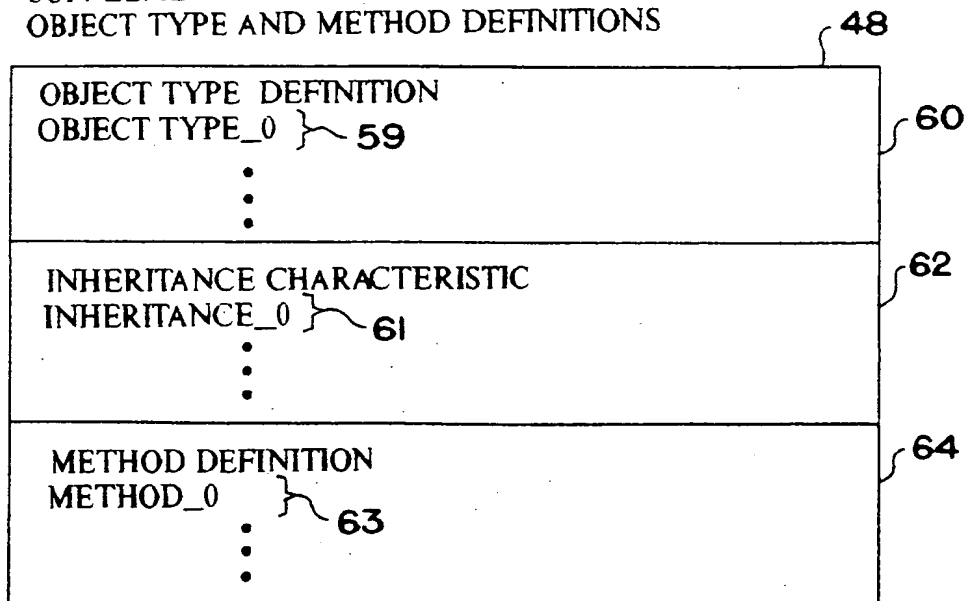 OBJECT TYPE AND METHOD DEFINITIONS
48
OBJECT TYPE DEFINITION
OBJECT TYPE_0
59
60
INHERITANCE CHARACTERISTIC
INHERITANCE_0
61
62
METHOD DEFINITION
METHOD_0
63
64